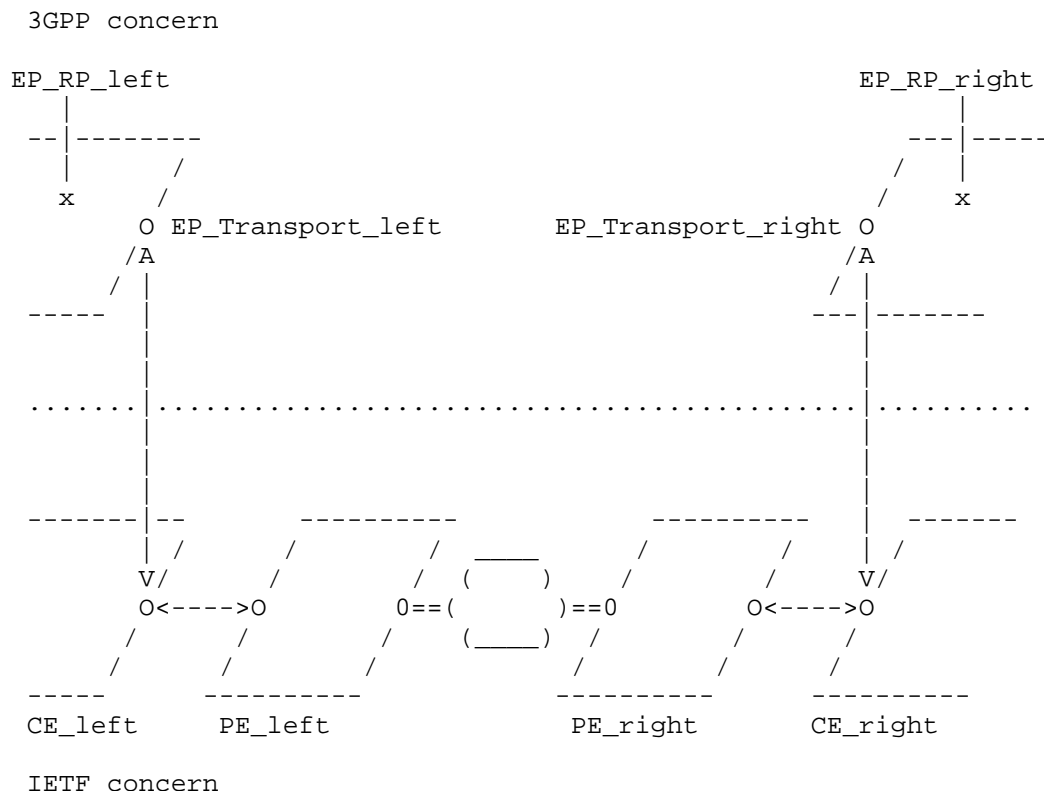 3GPP concern
EP_RP_left EP_RP_right
x x
O EP_Transport_left EP_Transport_right O
A A
V V
O<---->O 0==( )==0 O<---->O
CE_left PE_left PE_right CE_right
IETF concern